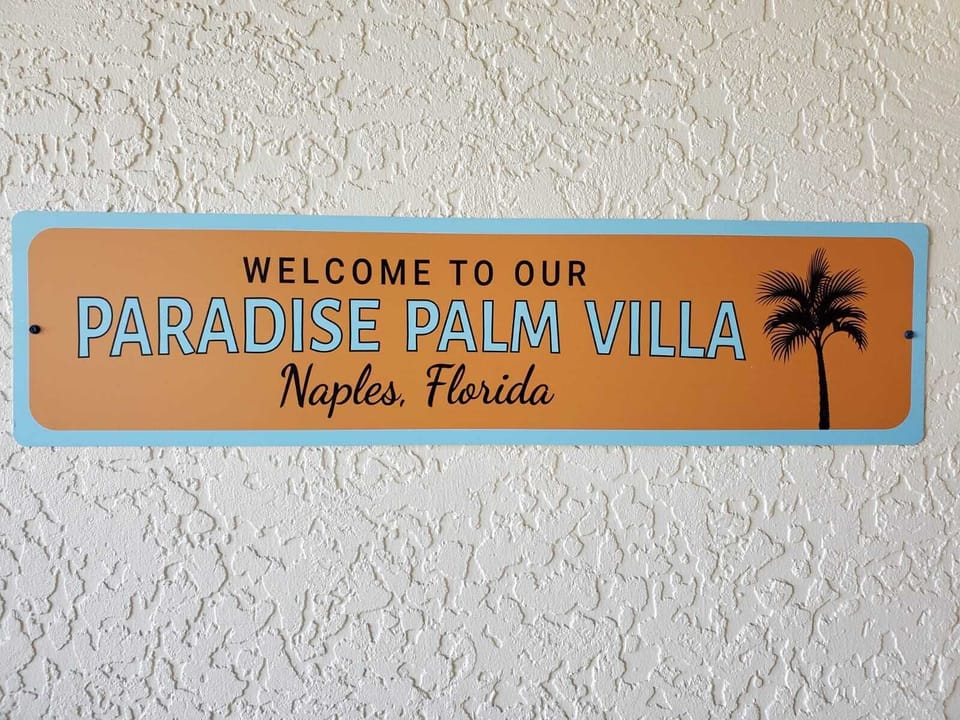 WELCOME TO OUR
PARADISE PALM VILLA
Naples, Florida